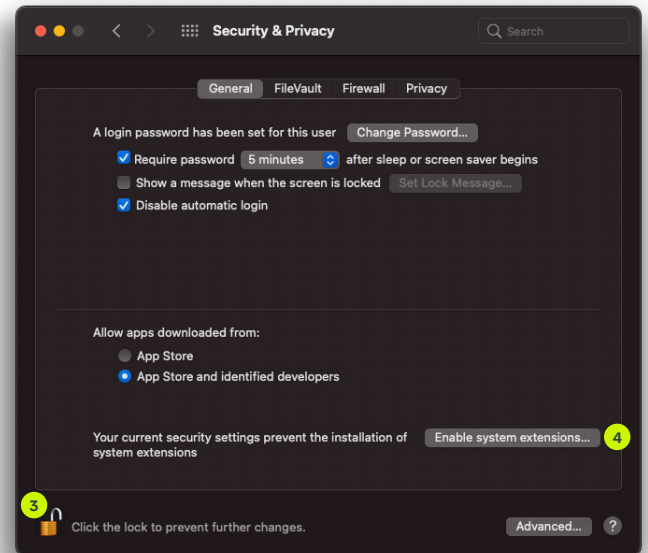 Security & Privacy
Search
General FileVault Firewall Privacy
A login password has been set for this user Change Password...
Require password 5 minutes after sleep or screen saver begins
Show a message when the screen is locked Set Lock Message...
Disable automatic login
Allow apps downloaded from:
App Store
App Store and identified developers
Your current security settings prevent the installation of Enable system extensions... 4
system extensions
3
Click the lock to prevent further changes. Advanced... ?